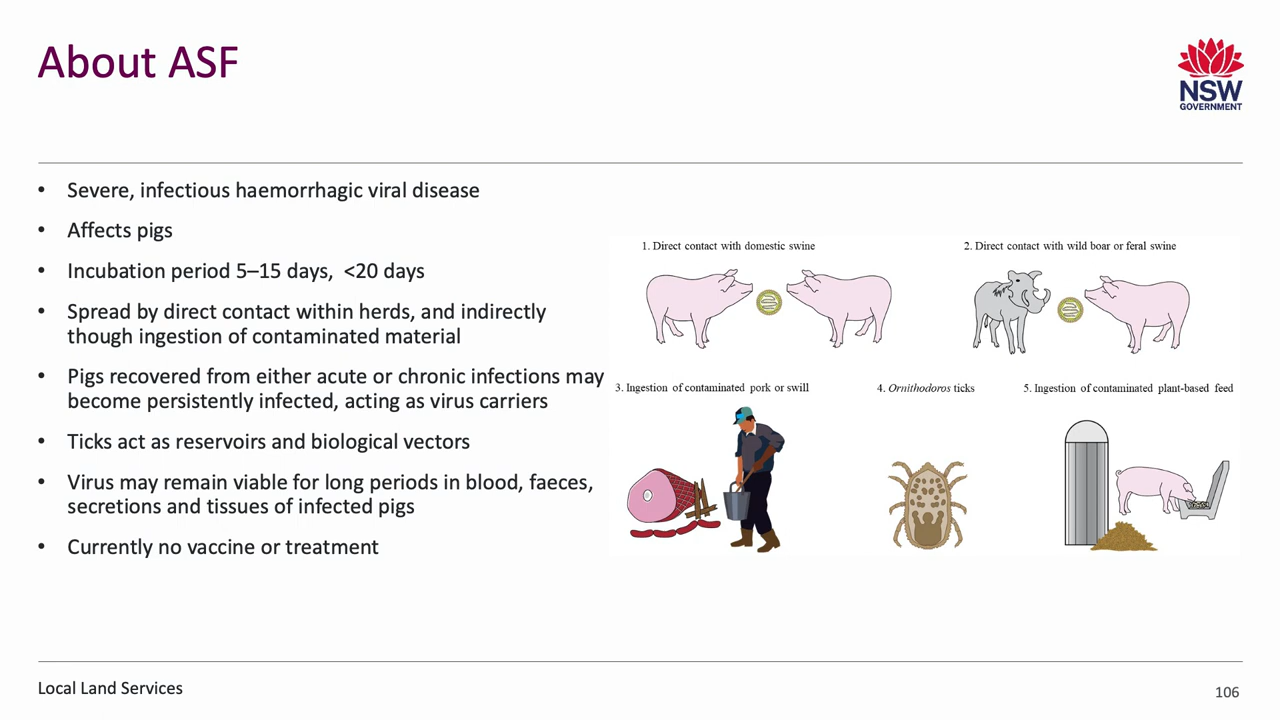 About ASF
NSW
GOVERNMENT
• Severe, infectious haemorrhagic viral disease
• Affects pigs
• Incubation period 5–15 days,  <20 days
• Spread by direct contact within herds, and indirectly
though ingestion of contaminated material
• Pigs recovered from either acute or chronic infections may
become persistently infected, acting as virus carriers
• Ticks act as reservoirs and biological vectors
• Virus may remain viable for long periods in blood, faeces,
secretions and tissues of infected pigs
• Currently no vaccine or treatment
1. Direct contact with domestic swine
2. Direct contact with wild boar or feral swine
3. Ingestion of contaminated pork or swill
4. Ornithodoros ticks
5. Ingestion of contaminated plant-based feed
Local Land Services
106